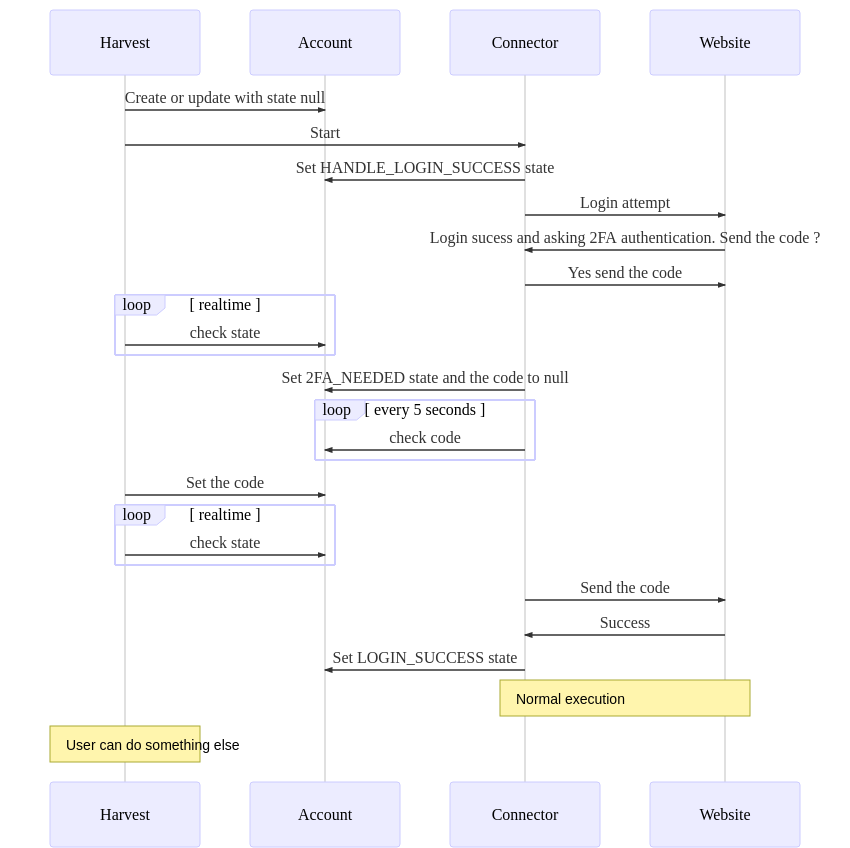 Harvest
Account
Connector
Website
Create or update with state null
Start
Set HANDLE_LOGIN_SUCCESS state
Login attempt
Login sucess and asking 2FA authentication. Send the code ?
Yes send the code
loop [ realtime ]
check state
Set 2FA_NEEDED state and the code to null
loop [ every 5 seconds ]
check code
Set the code
loop [ realtime ]
check state
Send the code
Success
Set LOGIN_SUCCESS state
Normal execution
User can do something else
Harvest
Account
Connector
Website